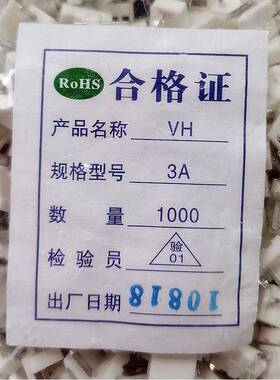 RoHS 合格证
产品名称 VH
规格型号 3A
数 量 1000
检 验 员 验 01
出厂日期 10818